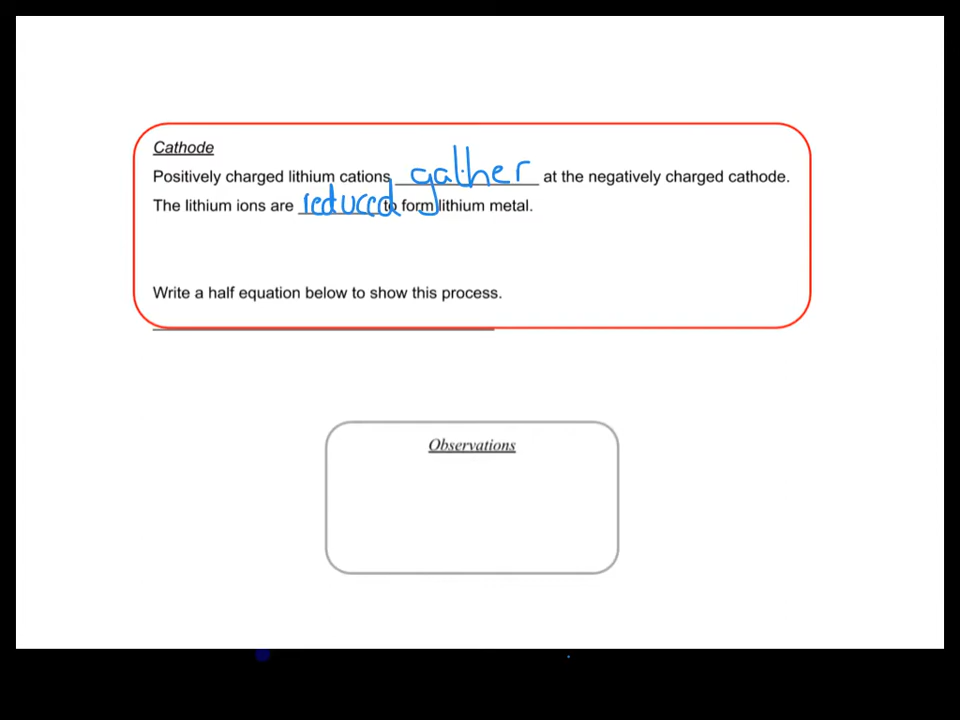 Cathode
Positively charged lithium cations gather at the negatively charged cathode.
The lithium ions are reduced to form lithium metal.
Write a half equation below to show this process.
Observations